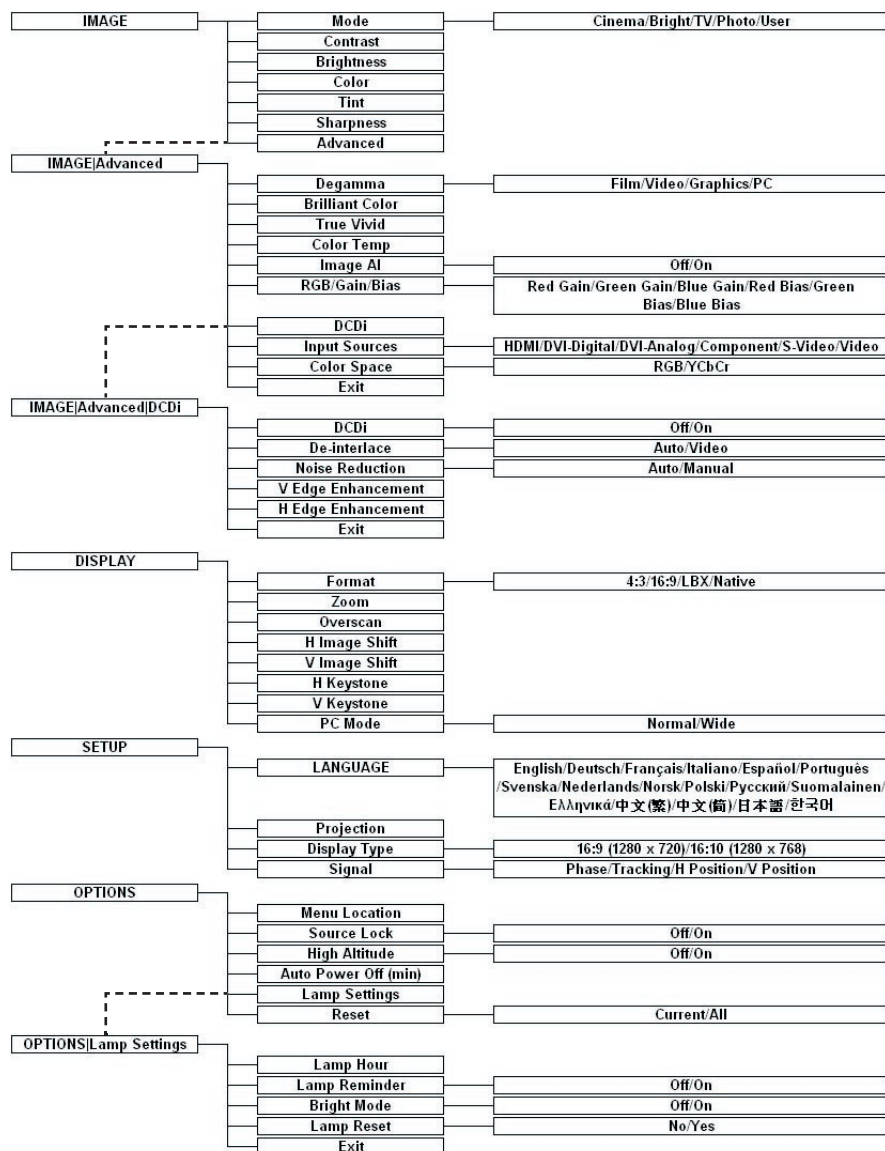 IMAGE
Mode
Cinema/Bright/TV/Photo/User
Contrast
Brightness
Color
Tint
Sharpness
Advanced
IMAGE|Advanced
Degamma
Film/Video/Graphics/PC
Brilliant Color
True Vivid
Color Temp
Image AI
Off/On
RGB/Gain/Bias
Red Gain/Green Gain/Blue Gain/Red Bias/Green
Bias/Blue Bias
DCDi
Input Sources
HDMI/DVI-Digital/DVI-Analog/Component/S-Video/Video
Color Space
RGB/YCbCr
Exit
IMAGE|Advanced|DCDi
DCDi
Off/On
De-interlace
Auto/Video
Noise Reduction
Auto/Manual
V Edge Enhancement
H Edge Enhancement
Exit
DISPLAY
Format
4:3/16:9/LBX/Native
Zoom
Overscan
H Image Shift
V Image Shift
H Keystone
V Keystone
PC Mode
Normal/Wide
SETUP
LANGUAGE
English/Deutsch/Français/Italiano/Español/Português
/Svenska/Nederlands/Norsk/Polski/Русский/Suomalainen/
Ελληνικά/中文(繁)/中文(简)/日本語/한국어
Projection
Display Type
16:9 (1280 x 720)/16:10 (1280 x 768)
Signal
Phase/Tracking/H Position/V Position
OPTIONS
Menu Location
Source Lock
Off/On
High Altitude
Off/On
Auto Power Off (min)
Lamp Settings
Reset
Current/All
OPTIONS|Lamp Settings
Lamp Hour
Lamp Reminder
Off/On
Bright Mode
Off/On
Lamp Reset
No/Yes
Exit